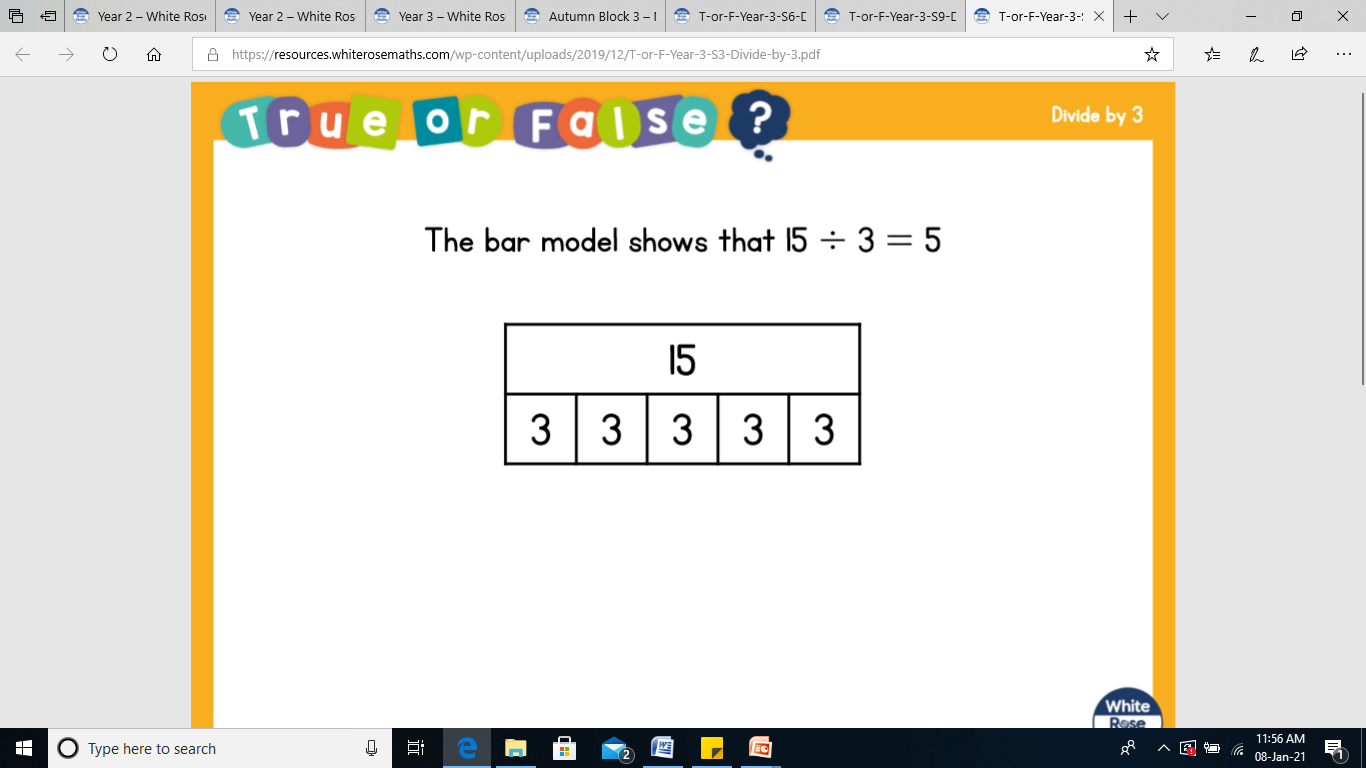 Year 2 – White Rose
Year 2 – White Ros
Year 3 – White Ros
Autumn Block 3 –
T-or-F-Year-3-S6-D
T-or-F-Year-3-S9-D
T-or-F-Year-3-S
https://resources.whiterosemaths.com/wp-content/uploads/2019/12/T-or-F-Year-3-S3-Divide-by-3.pdf
True or False ?
Divide by 3
The bar model shows that 15 ÷ 3 = 5
15
3 3 3 3 3
White
Rose
Type here to search
2
11:56 AM
08-Jan-21
1